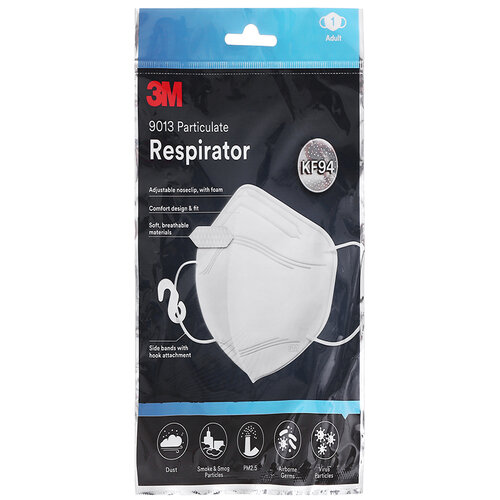 1
Adult
3M
9013 Particulate
Respirator
KF94
Adjustable noseclip, with foam
Comfort design & fit
Soft, breathable
materials
Side bands with
hook attachment
Dust
Smoke & Smog
Particles
PM2.5
Airborne
Germs
Virus
Particles